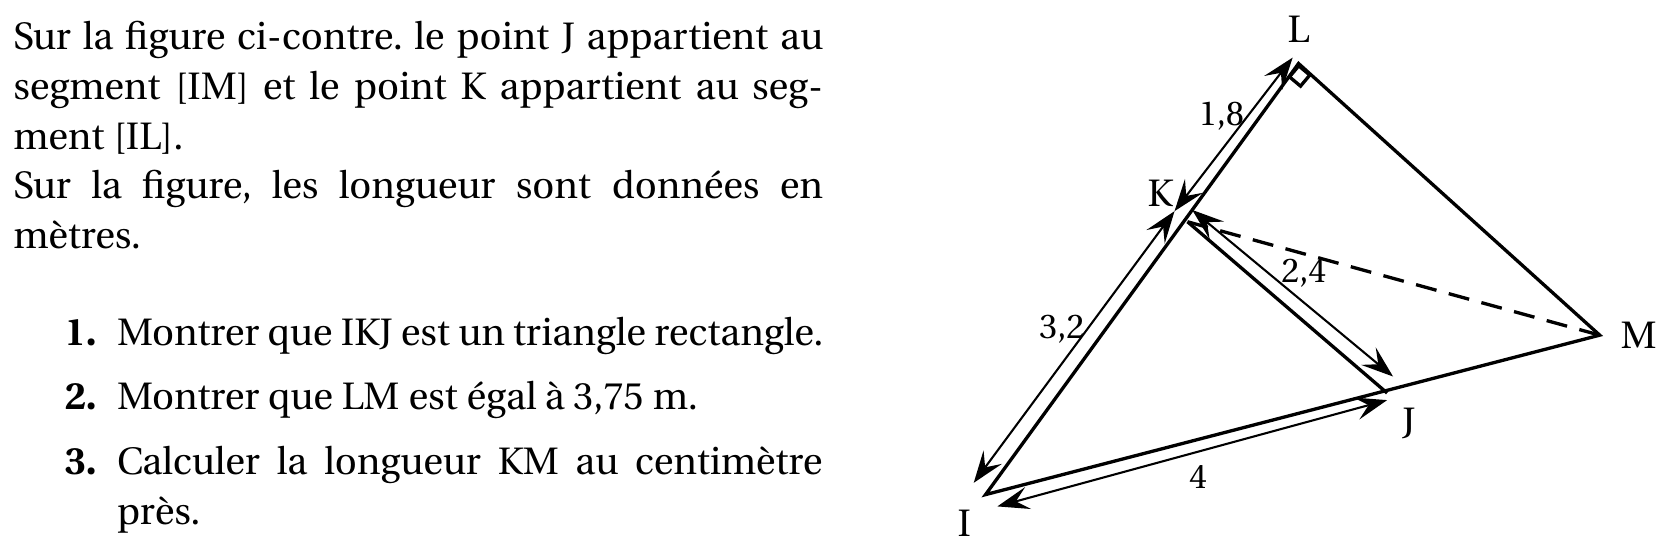 Sur la figure ci-contre. le point J appartient au
segment [IM] et le point K appartient au seg-
ment [IL].
Sur la figure, les longueur sont données en
mètres.
1. Montrer que IKJ est un triangle rectangle.
2. Montrer que LM est égal à 3,75 m.
3. Calculer la longueur KM au centimètre
près.
L
1,8
K
2,4
3,2
M
J
4
I